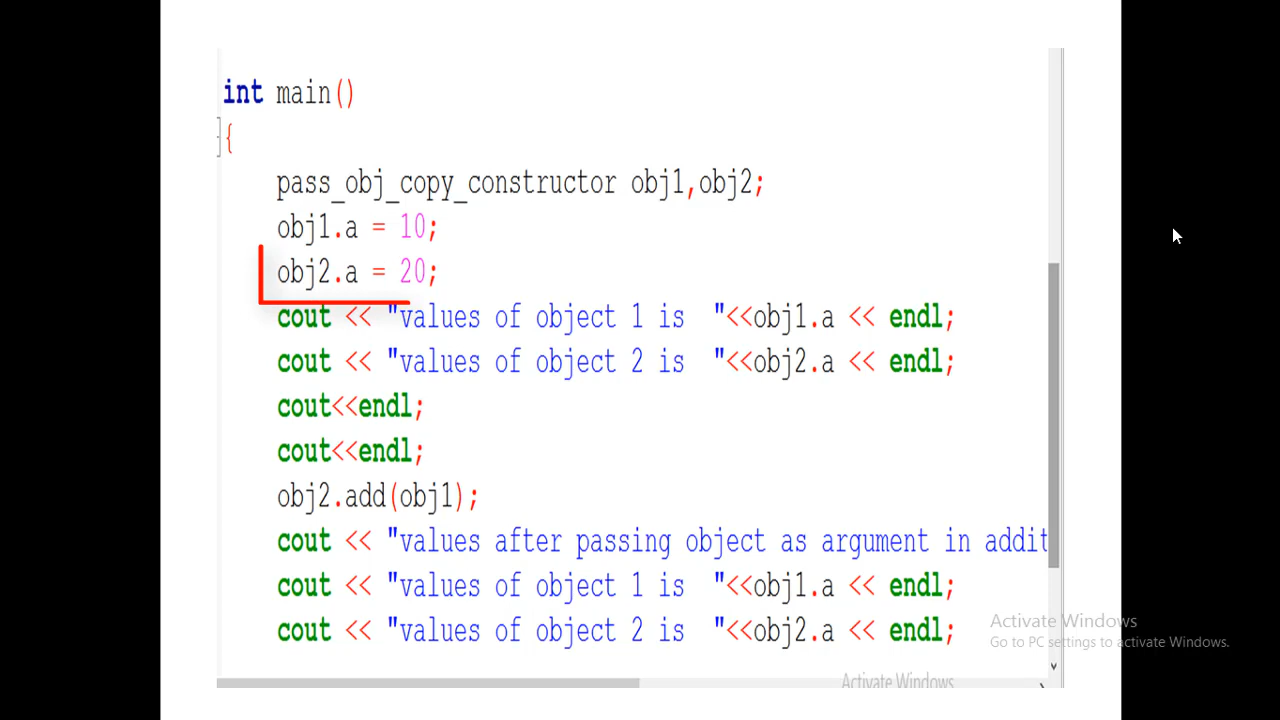 int main()
{
pass_obj_copy_constructor obj1,obj2;
obj1.a = 10;
obj2.a = 20;
cout << "values of object 1 is  "<<obj1.a << endl;
cout << "values of object 2 is  "<<obj2.a << endl;
cout<<endl;
cout<<endl;
obj2.add(obj1);
cout << "values after passing object as argument in addit
cout << "values of object 1 is  "<<obj1.a << endl;
cout << "values of object 2 is  "<<obj2.a << endl;
Activate Windows
Go to PC settings to activate Windows.
Activate Windows